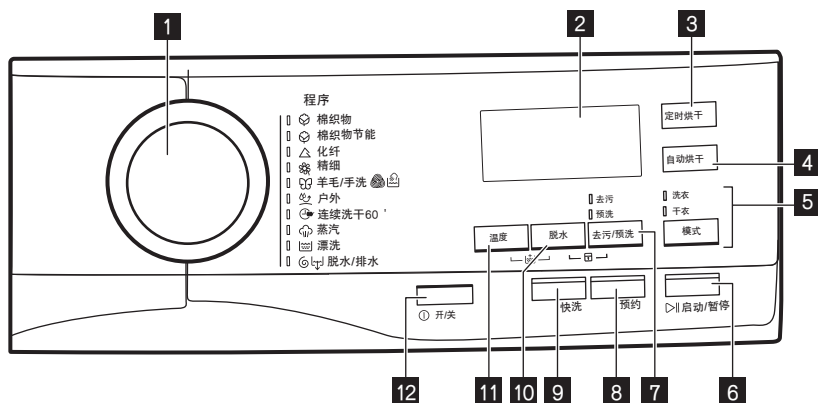 1
2
3
程序
棉织物
棉织物节能
化纤
精细
羊毛/手洗
户外
连续洗干60 '
蒸汽
漂洗
脱水/排水
定时烘干
自动烘干
4
5
去污
预洗
洗衣
干衣
温度
脱水
去污/预洗
模式
开/关
快洗
预约
启动/暂停
12
11
10
9
8
7
6